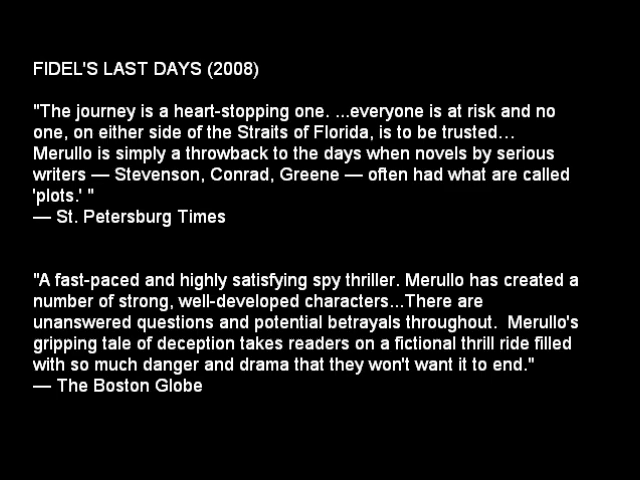 FIDEL'S LAST DAYS (2008)
"The journey is a heart-stopping one. ...everyone is at risk and no
one, on either side of the Straits of Florida, is to be trusted…
Merullo is simply a throwback to the days when novels by serious
writers — Stevenson, Conrad, Greene — often had what are called
'plots.' "
— St. Petersburg Times
"A fast-paced and highly satisfying spy thriller. Merullo has created a
number of strong, well-developed characters...There are
unanswered questions and potential betrayals throughout.  Merullo's
gripping tale of deception takes readers on a fictional thrill ride filled
with so much danger and drama that they won't want it to end."
— The Boston Globe